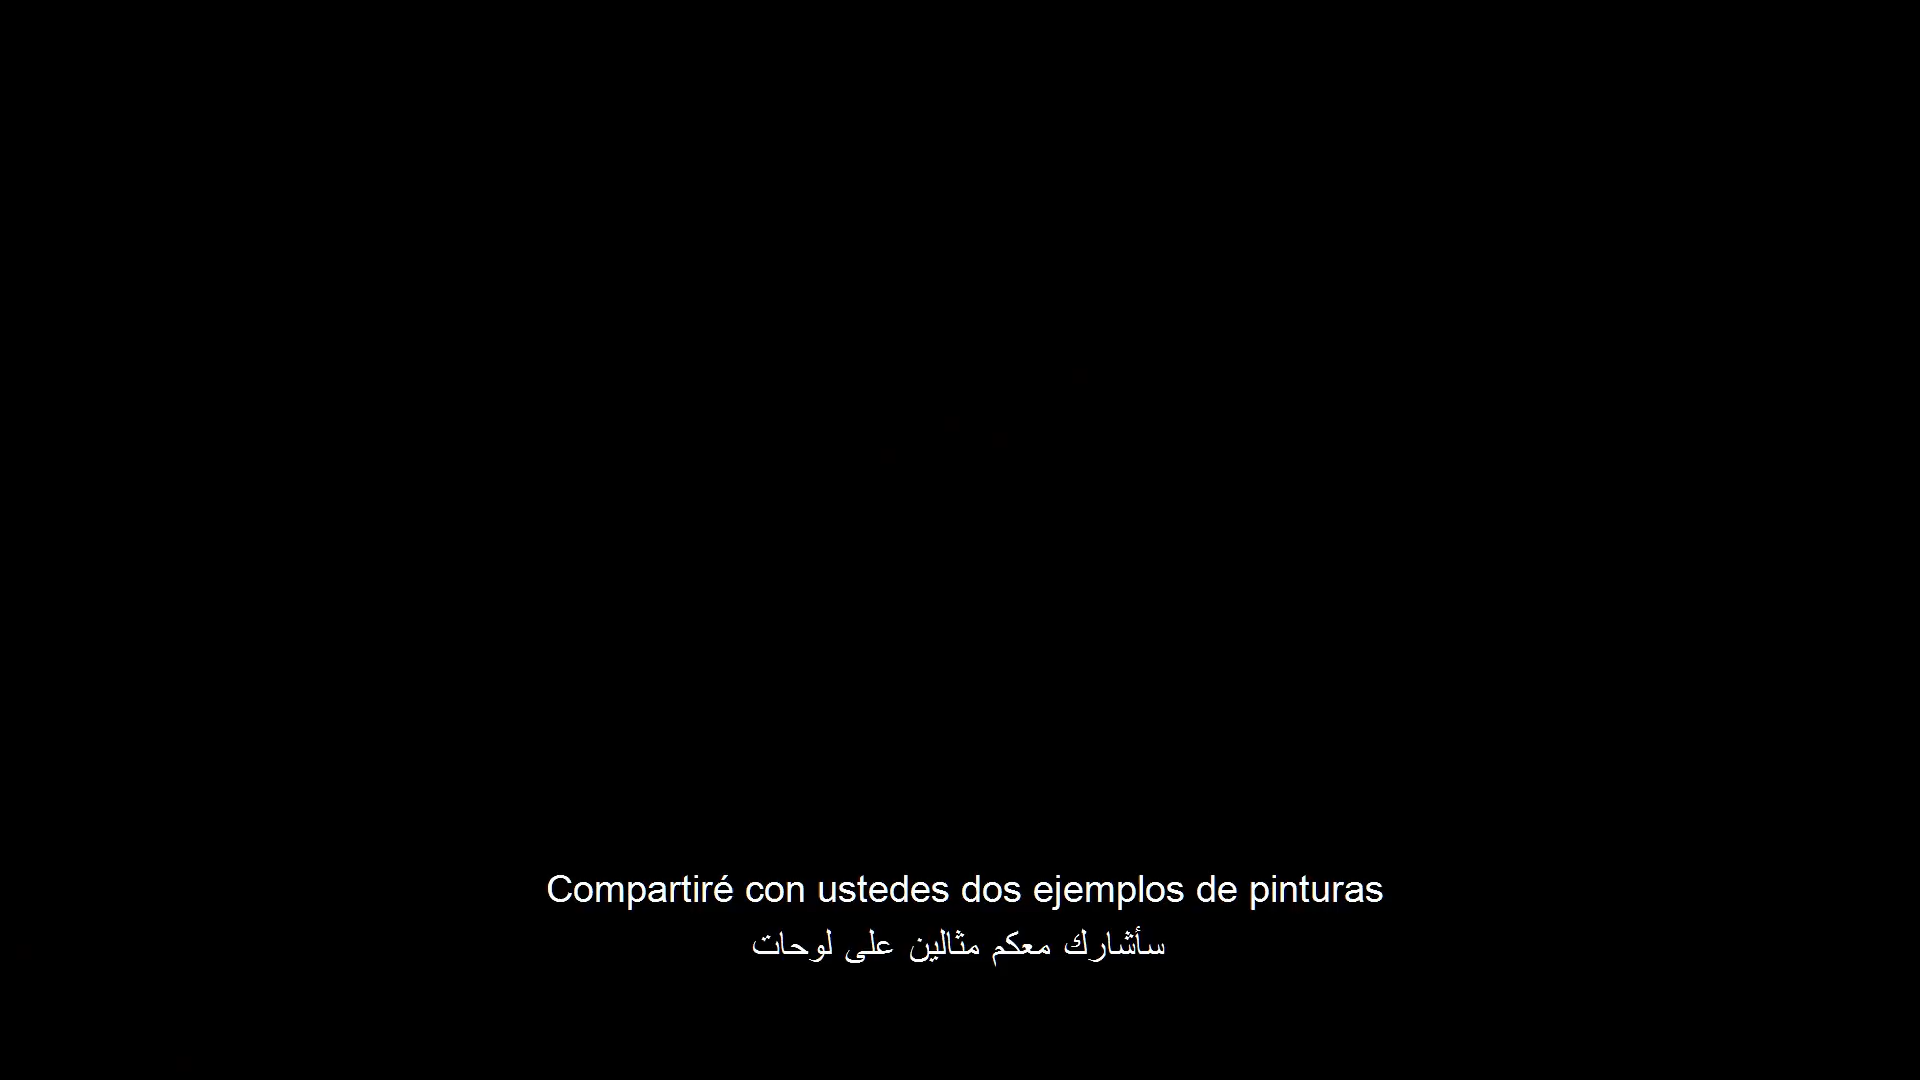 Compartiré con ustedes dos ejemplos de pinturas
سأشارك معكم مثالين على لوحات